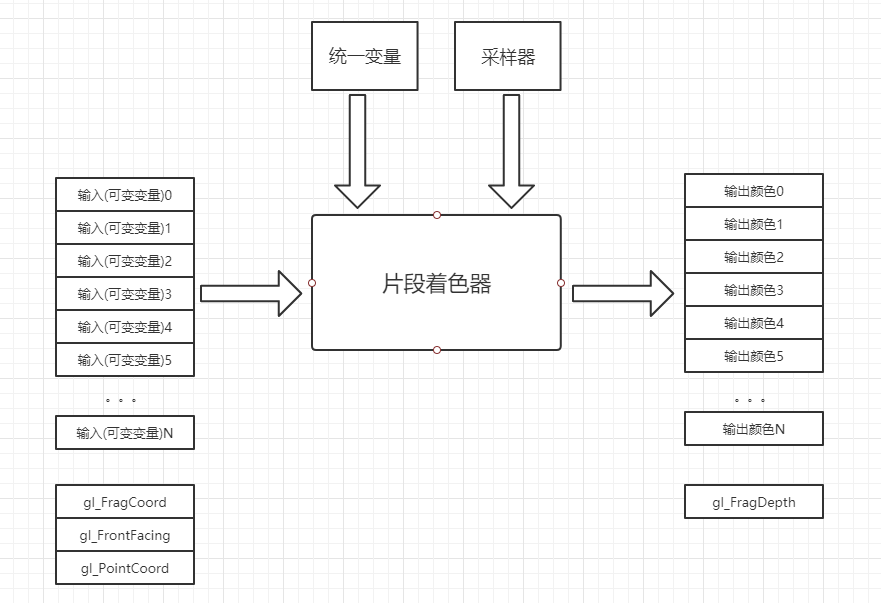 统一变量
采样器
输入(可变变量)0
输入(可变变量)1
输入(可变变量)2
输入(可变变量)3
输入(可变变量)4
输入(可变变量)5
。。。
输入(可变变量)N
gl_FragCoord
gl_FrontFacing
gl_PointCoord
片段着色器
输出颜色0
输出颜色1
输出颜色2
输出颜色3
输出颜色4
输出颜色5
。。。
输出颜色N
gl_FragDepth